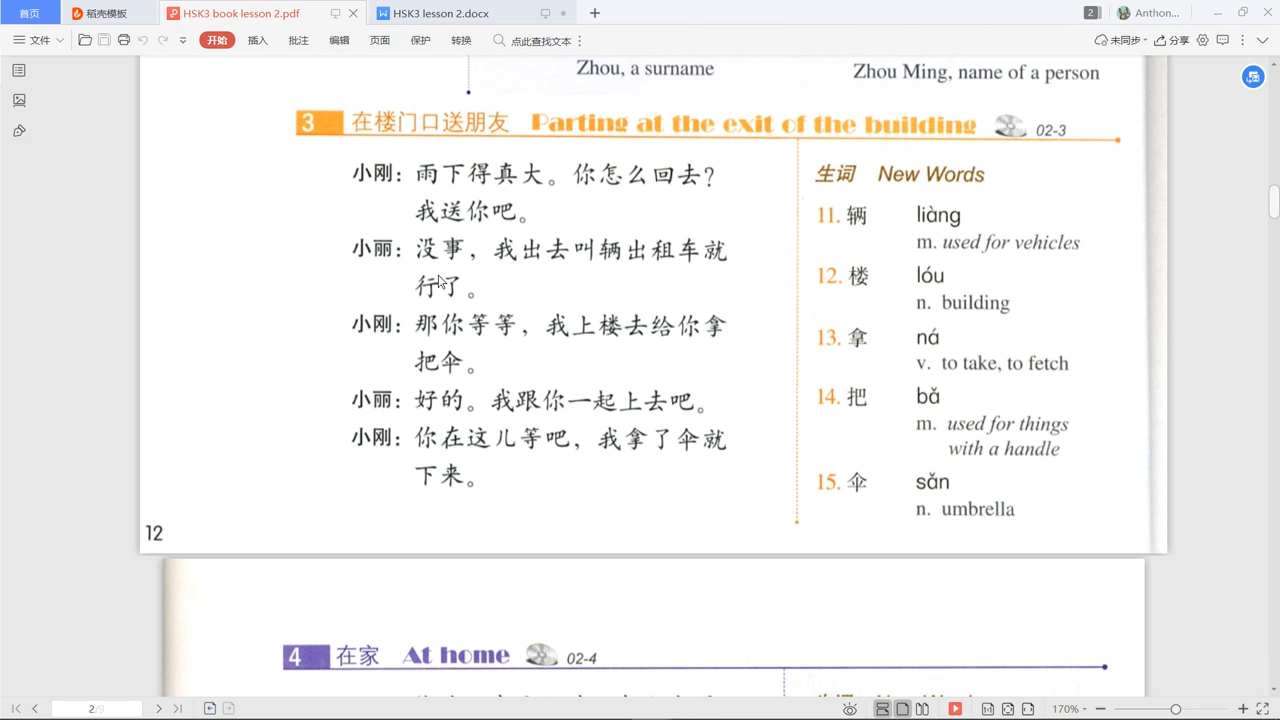 首页
稻壳模板
HSK3 book lesson 2.pdf
HSK3 lesson 2.docx
2
Anthon...
文件
开始
插入
批注
编辑
页面
保护
转换
点此查找文本
未同步
分享
Zhou, a surname
Zhou Ming, name of a person
3 在楼门口送朋友 Parting at the exit of the building 02-3
小刚：雨下得真大。你怎么回去？
我送你吧。
小丽：没事，我出去叫辆出租车就
行了。
小刚：那你等等，我上楼去给你拿
把伞。
小丽：好的。我跟你一起上去吧。
小刚：你在这儿等吧，我拿了伞就
下来。
生词 New Words
11. 辆 liàng
m. used for vehicles
12. 楼 lóu
n. building
13. 拿 ná
v. to take, to fetch
14. 把 bǎ
m. used for things
with a handle
15. 伞 sǎn
n. umbrella
12
4 在家 At home 02-4
2/9
170%